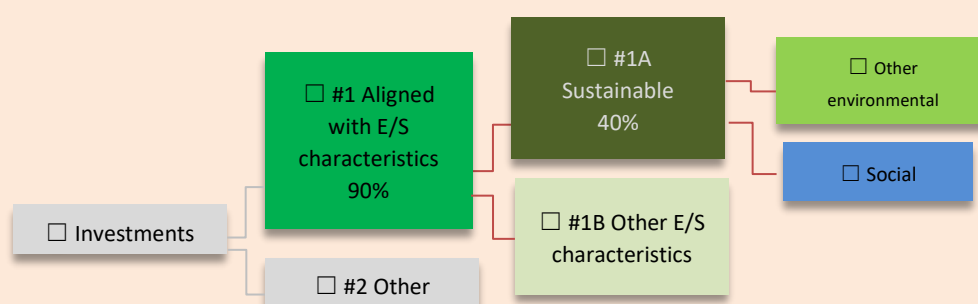 ☐ Investments
☐ #1 Aligned
with E/S
characteristics
90%
☐ #2 Other
☐ #1A
Sustainable
40%
☐ #1B Other E/S
characteristics
☐ Other
environmental
☐ Social